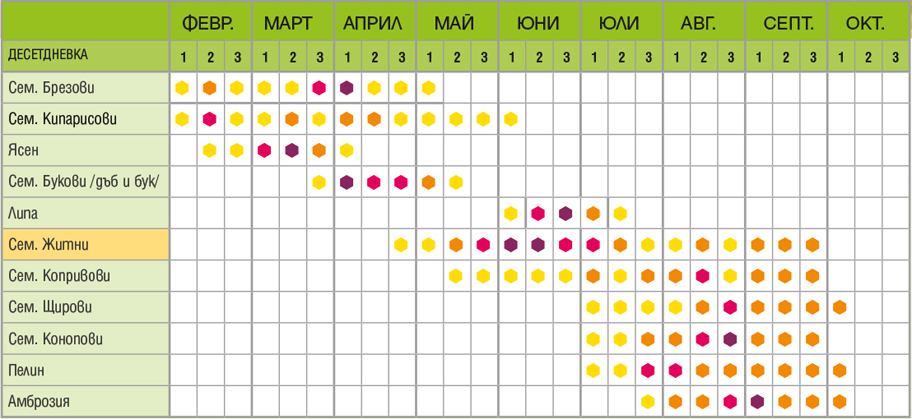 ФЕВР. МАРТ АПРИЛ МАЙ ЮНИ ЮЛИ АВГ. СЕПТ. ОКТ.
ДЕСЕТДНЕВКА 1 2 3 1 2 3 1 2 3 1 2 3 1 2 3 1 2 3 1 2 3 1 2 3 1 2 3
Сем. Брезови
Сем. Кипарисови
Ясен
Сем. Букови /дъб и бук/
Липа
Сем. Житни
Сем. Копривови
Сем. Щирови
Сем. Конопови
Пелин
Амброзия